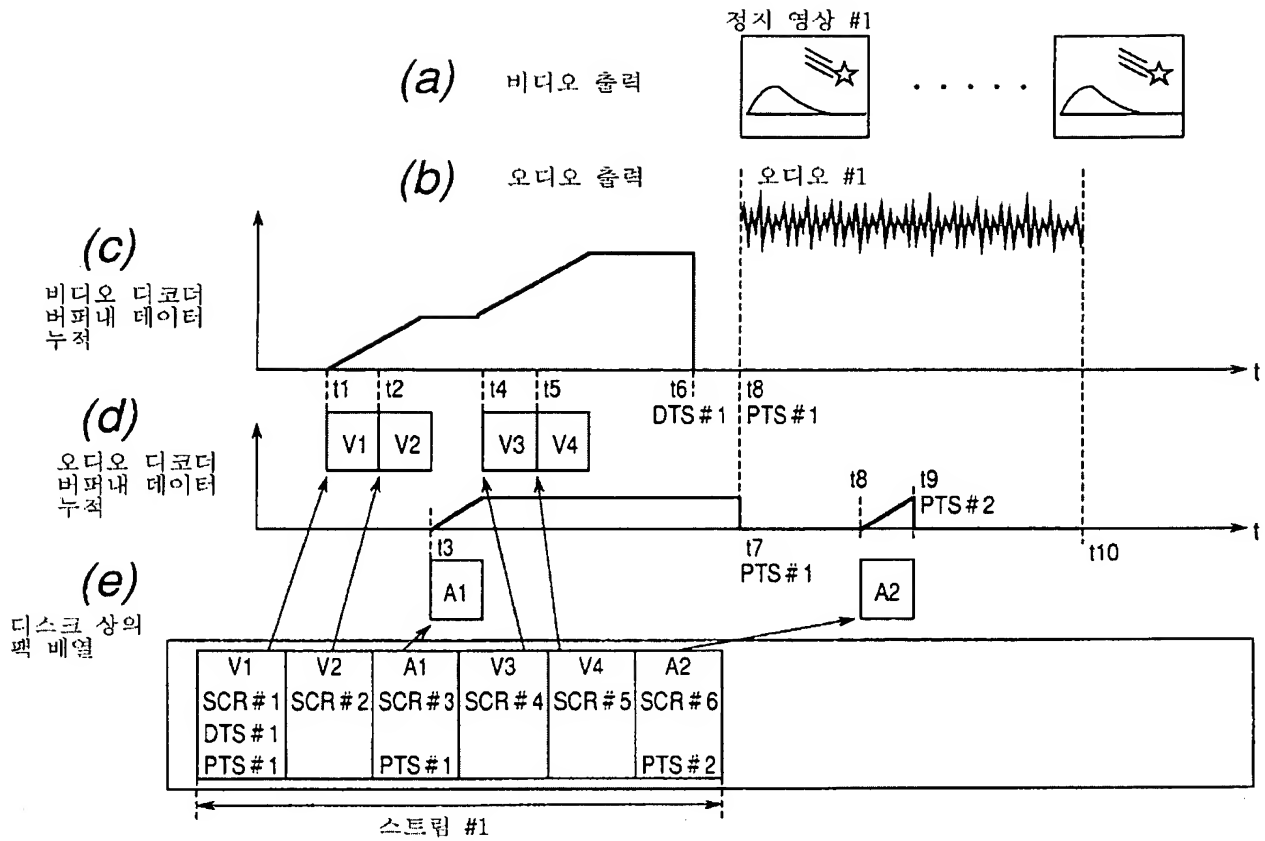 정지 영상 #1
(a) 비디오 출력
(b) 오디오 출력
오디오 #1
(c)
비디오 디코더
버퍼내 데이터
누적
t
t1 t2 t4 t5 t6 t8
DTS#1 PTS#1
V1 V2 V3 V4
(d)
오디오 디코더
버퍼내 데이터
누적
t8 t9
PTS#2
t
t3 t7 t10
PTS#1
A1 A2
(e)
디스크 상의
팩 배열
V1 V2 A1 V3 V4 A2
SCR#1 SCR#2 SCR#3 SCR#4 SCR#5 SCR#6
DTS#1
PTS#1 PTS#1 PTS#2
스트림 #1